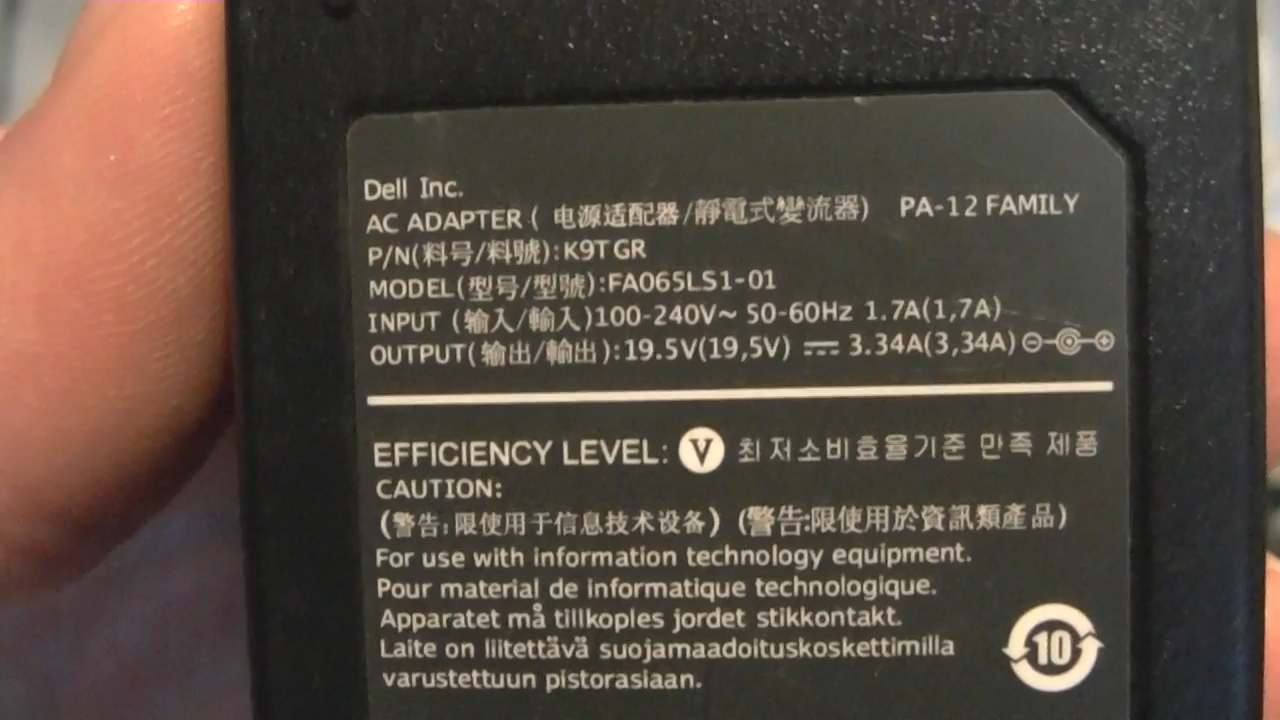 Dell Inc.
AC ADAPTER ( 电源适配器/靜電式變流器) PA-12 FAMILY
P/N(料号/料號):K9TGR
MODEL(型号/型號):FA065LS1-01
INPUT (输入/輸入)100-240V~ 50-60Hz 1.7A(1,7A)
OUTPUT(输出/輸出):19.5V(19,5V) ⎓ 3.34A(3,34A)
EFFICIENCY LEVEL: V 최저소비효율기준 만족 제품
CAUTION:
(警告:限使用于信息技术设备) (警告:限使用於資訊類產品)
For use with information technology equipment.
Pour material de informatique technologique.
Apparatet må tillkoples jordet stikkontakt.
Laite on liitettävä suojamaadoituskoskettimilla
varustettuun pistorasiaan.
10